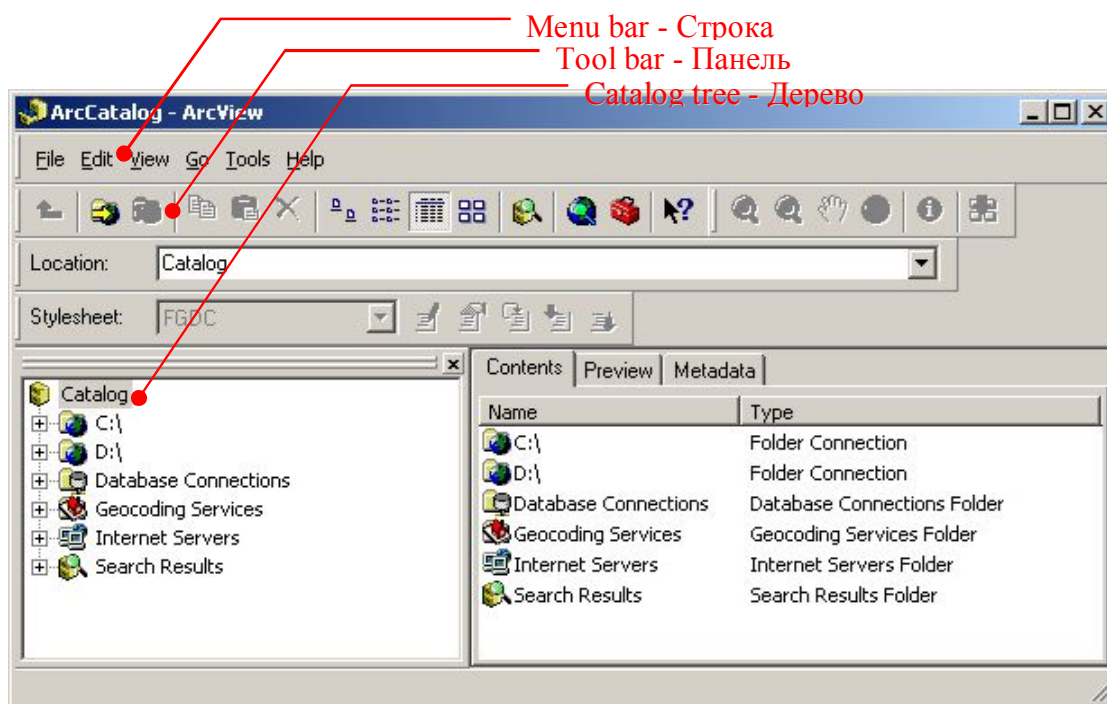 Menu bar - Строка
Tool bar - Панель
Catalog tree - Дерево
ArcCatalog - ArcView
File Edit View Go Tools Help
Location: Catalog
Stylesheet: FGDC
Contents Preview Metadata
Catalog
C:\
D:\
Database Connections
Geocoding Services
Internet Servers
Search Results
Name Type
C:\ Folder Connection
D:\ Folder Connection
Database Connections Database Connections Folder
Geocoding Services Geocoding Services Folder
Internet Servers Internet Servers Folder
Search Results Search Results Folder